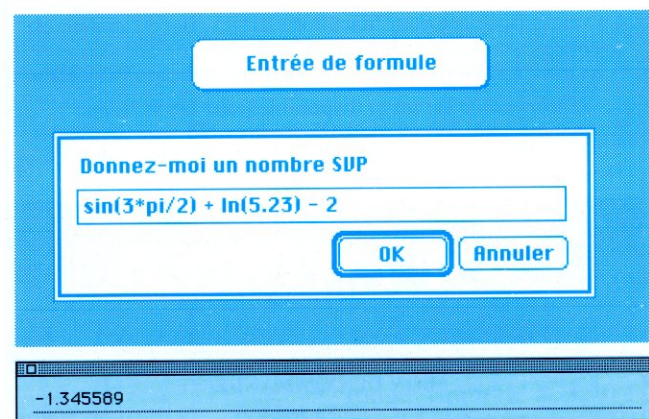 Entrée de formule
Donnez-moi un nombre SVP
sin(3*pi/2) + ln(5.23) - 2
OK Annuler
-1.345589